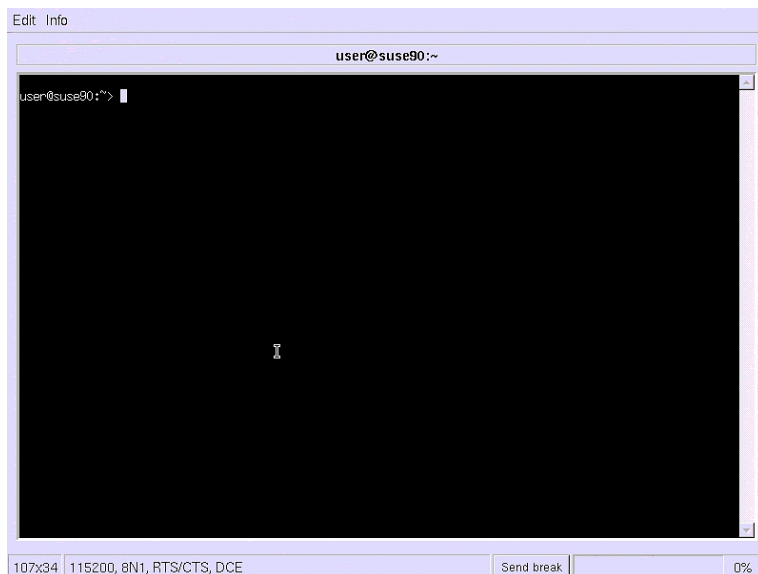 Edit Info
user@suse90:~
user@suse90:~>
107x34 115200, 8N1, RTS/CTS, DCE Send break 0%